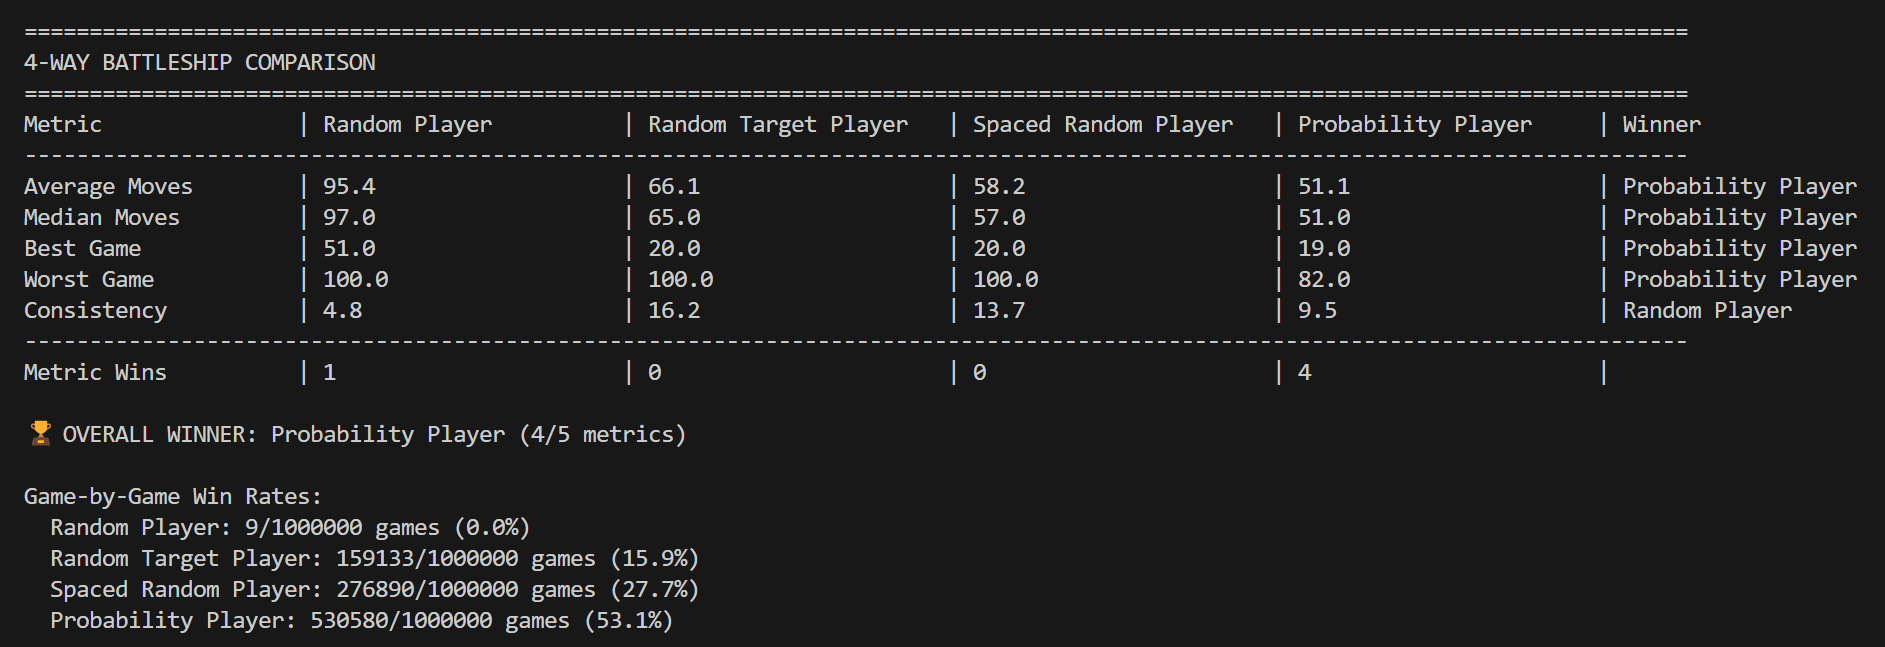 ================================================================================================================================
4-WAY BATTLESHIP COMPARISON
================================================================================================================================
Metric | Random Player | Random Target Player | Spaced Random Player | Probability Player | Winner
--------------------------------------------------------------------------------------------------------------------------------
Average Moves | 95.4 | 66.1 | 58.2 | 51.1 | Probability Player
Median Moves | 97.0 | 65.0 | 57.0 | 51.0 | Probability Player
Best Game | 51.0 | 20.0 | 20.0 | 19.0 | Probability Player
Worst Game | 100.0 | 100.0 | 100.0 | 82.0 | Probability Player
Consistency | 4.8 | 16.2 | 13.7 | 9.5 | Random Player
--------------------------------------------------------------------------------------------------------------------------------
Metric Wins | 1 | 0 | 0 | 4 |
🏆 OVERALL WINNER: Probability Player (4/5 metrics)
Game-by-Game Win Rates:
Random Player: 9/1000000 games (0.0%)
Random Target Player: 159133/1000000 games (15.9%)
Spaced Random Player: 276890/1000000 games (27.7%)
Probability Player: 530580/1000000 games (53.1%)